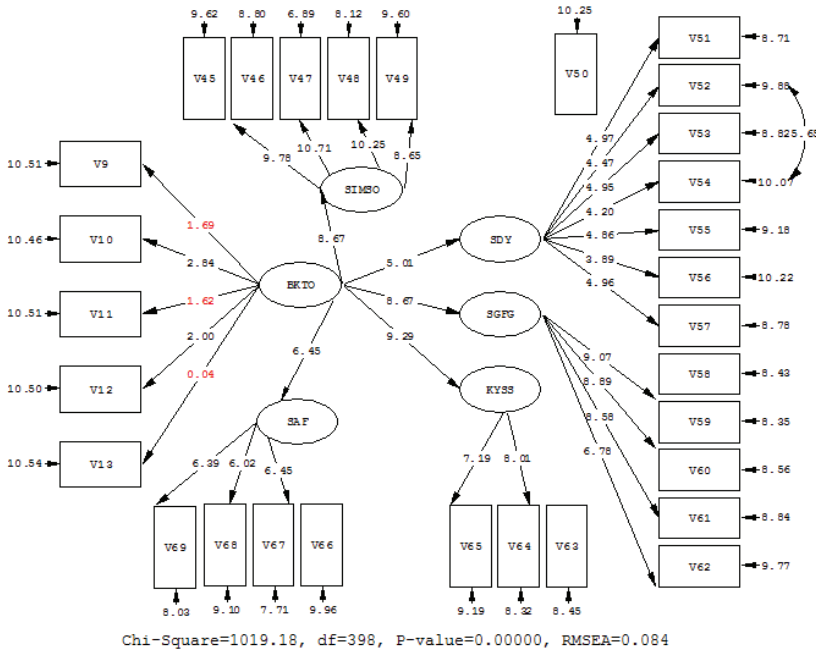 9.62 8.80 6.89 8.12 9.60 10.25
V45 V46 V47 V48 V49 V50
V51 8.71
V52 9.88
V53 8.82 5.65
V54 10.07
V55 9.18
V56 10.22
V57 8.78
V58 8.43
V59 8.35
V60 8.56
V61 8.84
V62 9.77
9.78 10.71 10.25 8.65
SIMSO
8.67
10.51 V9
10.46 V10
10.51 V11
10.50 V12
10.54 V13
1.69
2.84
1.62
2.00
0.04
BKTO
5.01
8.67
9.29
6.45
SDY
SGFG
KYSS
SAF
4.97
4.47
4.95
4.20
4.86
3.89
4.96
9.07
8.89
8.58
6.78
6.39 6.02 6.45
7.19 8.01
V69 V68 V67 V66
V65 V64 V63
8.03 9.10 7.71 9.96
9.19 8.32 8.45
Chi-Square=1019.18, df=398, P-value=0.00000, RMSEA=0.084